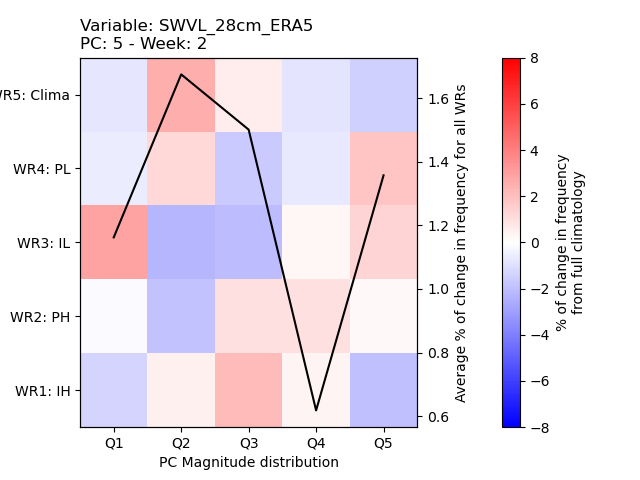 Variable: SWVL_28cm_ERA5
PC: 5 - Week: 2
WR5: Clima
WR4: PL
WR3: IL
WR2: PH
WR1: IH
Q1 Q2 Q3 Q4 Q5
PC Magnitude distribution
1.6
1.4
1.2
1.0
0.8
0.6
Average % of change in frequency for all WRs
8
6
4
2
0
−2
−4
−6
−8
% of change in frequency
from full climatology